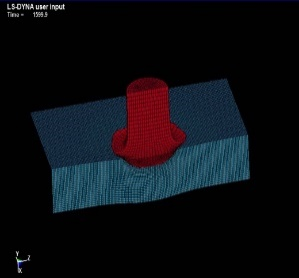 LS-DYNA user input
Time = 1599.9
Y
Z
X